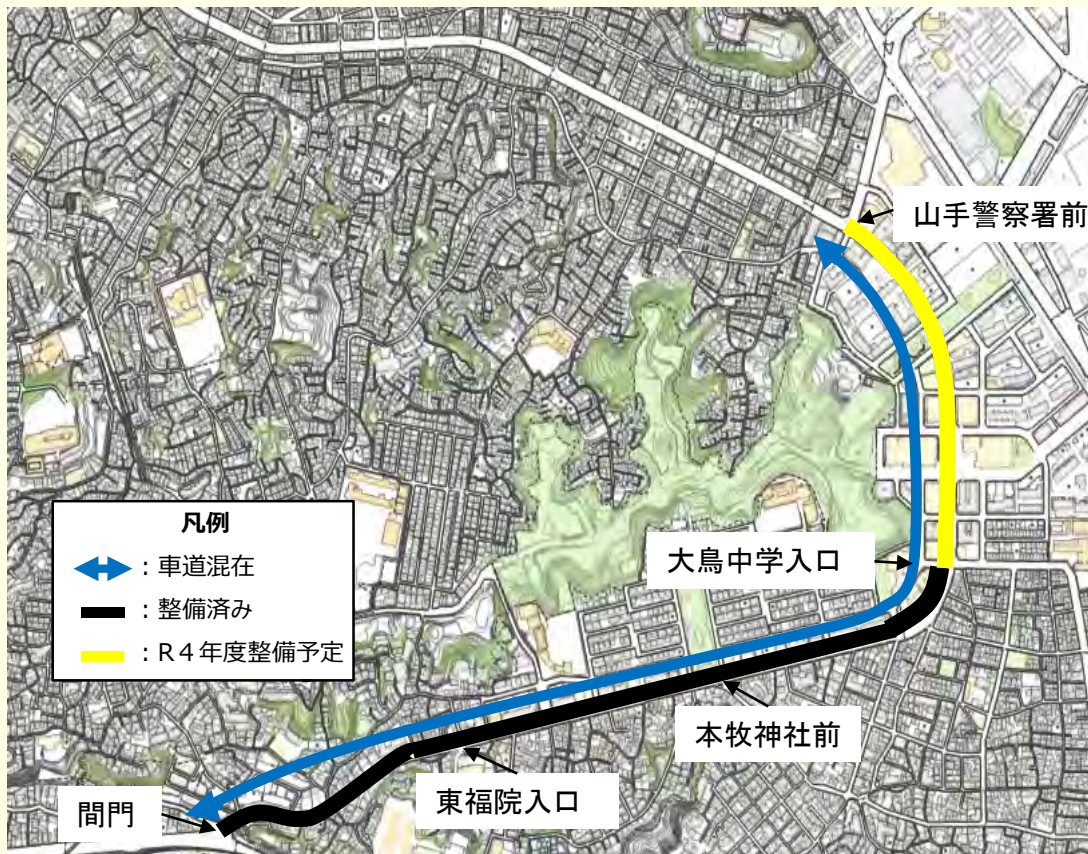 山手警察署前
凡例
：車道混在
：整備済み
：R４年度整備予定
大鳥中学入口
本牧神社前
東福院入口
間門